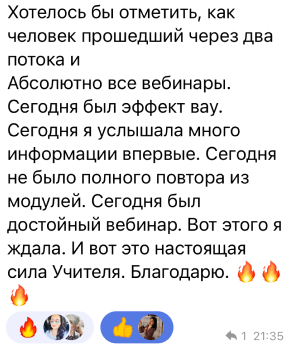 Хотелось бы отметить, как
человек прошедший через два
потока и
Абсолютно все вебинары.
Сегодня был эффект вау.
Сегодня я услышала много
информации впервые. Сегодня
не было полного повтора из
модулей. Сегодня был
достойный вебинар. Вот этого я
ждала. И вот это настоящая
сила Учителя. Благодарю. 🔥🔥
🔥
🔥 👍 1 21:35